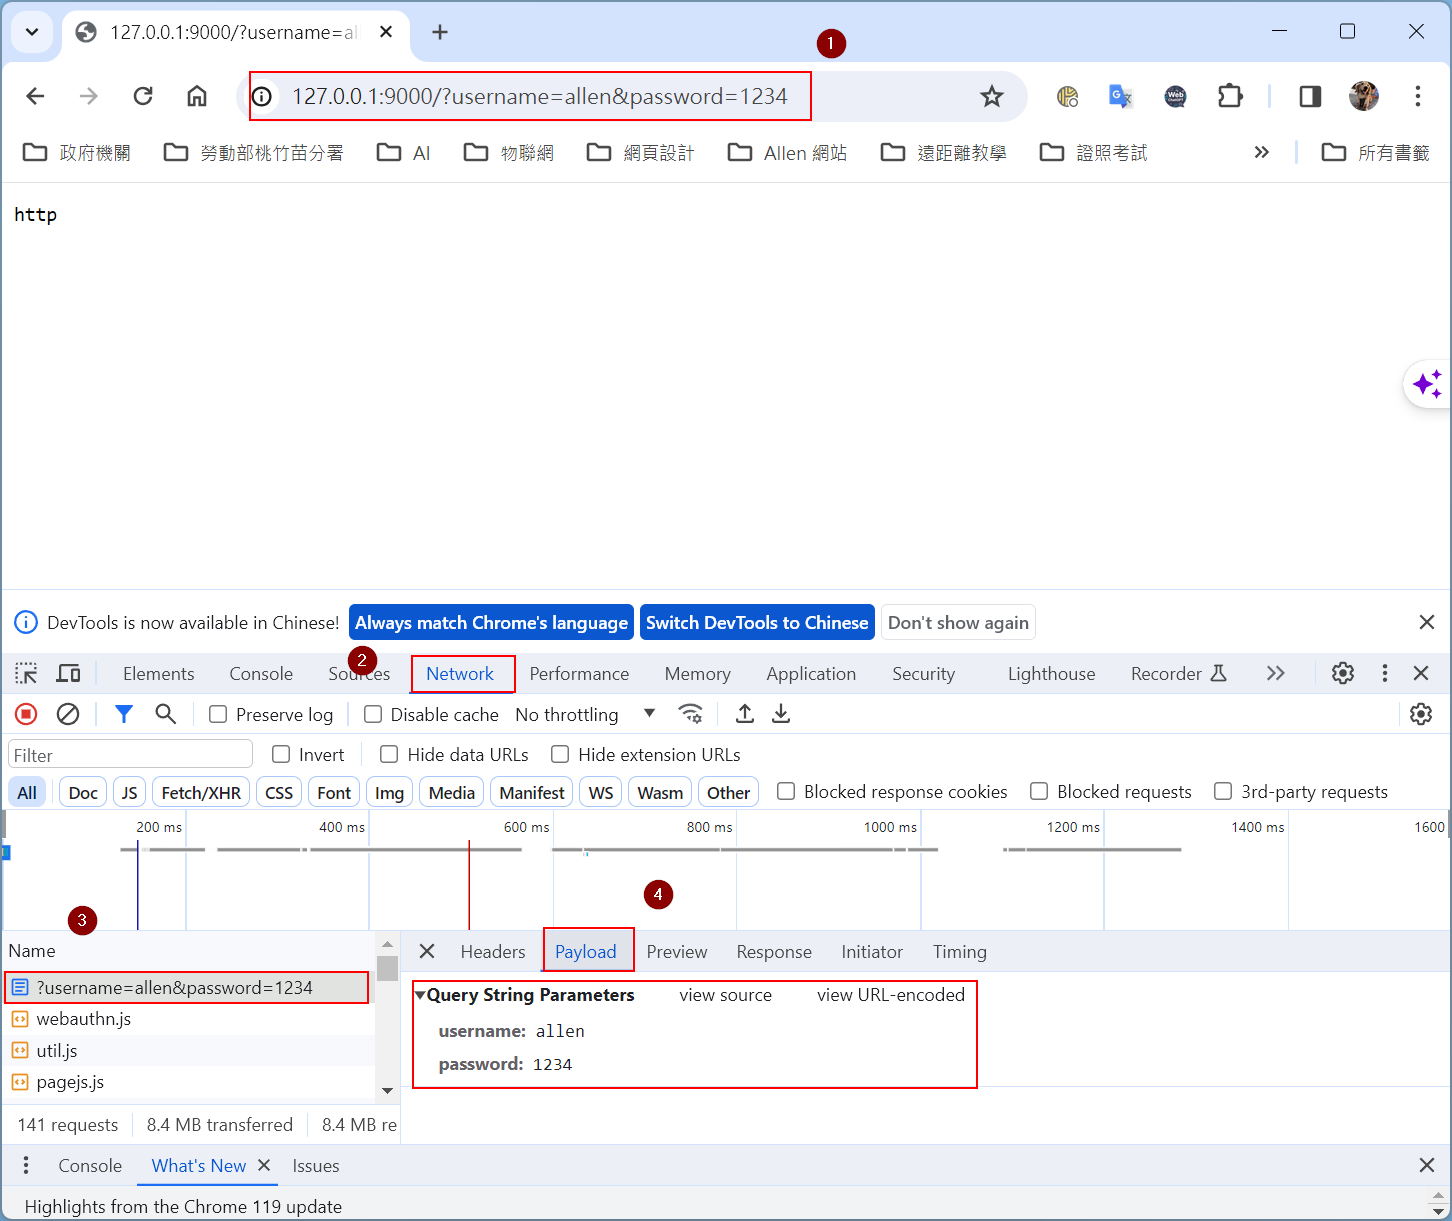 127.0.0.1:9000/?username=al
1
127.0.0.1:9000/?username=allen&password=1234
政府機關 勞動部桃竹苗分署 AI 物聯網 網頁設計 Allen 網站 遠距離教學 證照考試 » 所有書籤
http
DevTools is now available in Chinese! Always match Chrome's language Switch DevTools to Chinese Don't show again
2
Elements Console Sources Network Performance Memory Application Security Lighthouse Recorder »
Preserve log Disable cache No throttling
Filter Invert Hide data URLs Hide extension URLs
All Doc JS Fetch/XHR CSS Font Img Media Manifest WS Wasm Other Blocked response cookies Blocked requests 3rd-party requests
200 ms 400 ms 600 ms 800 ms 1000 ms 1200 ms 1400 ms 1600
3 4
Name
Headers Payload Preview Response Initiator Timing
?username=allen&password=1234
webauthn.js
util.js
pagejs.js
Query String Parameters view source view URL-encoded
username: allen
password: 1234
141 requests 8.4 MB transferred 8.4 MB re
Console What's New Issues
Highlights from the Chrome 119 update